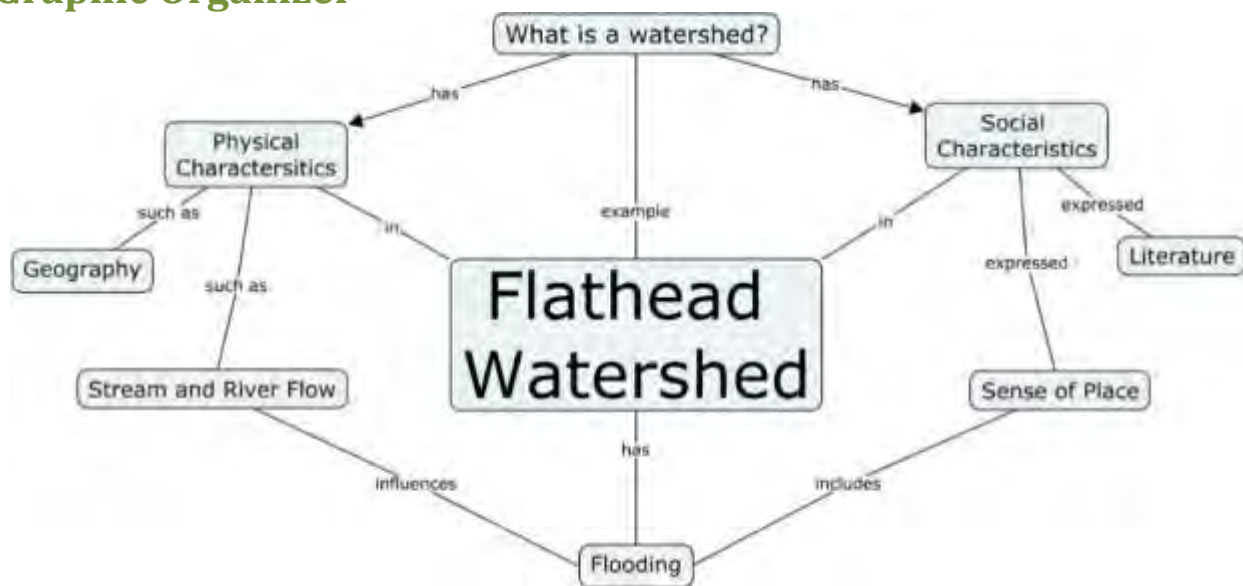 Graphic Organizer
What is a watershed?
has
has
Physical
Charactersitics
Social
Characteristics
such as
in
example
in
expressed
Geography
Literature
such as
expressed
Flathead
Watershed
Stream and River Flow
Sense of Place
has
influences
includes
Flooding